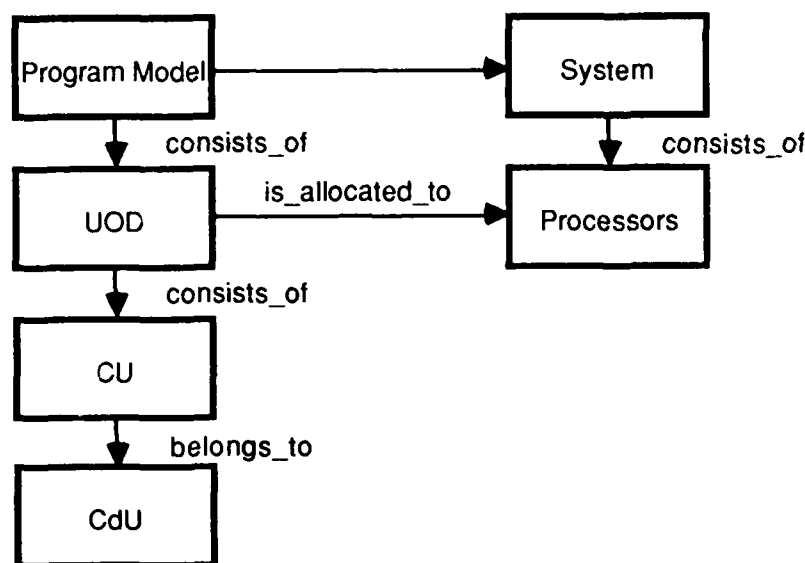 Program Model
System
consists_of
consists_of
UOD
is_allocated_to
Processors
consists_of
CU
belongs_to
CdU